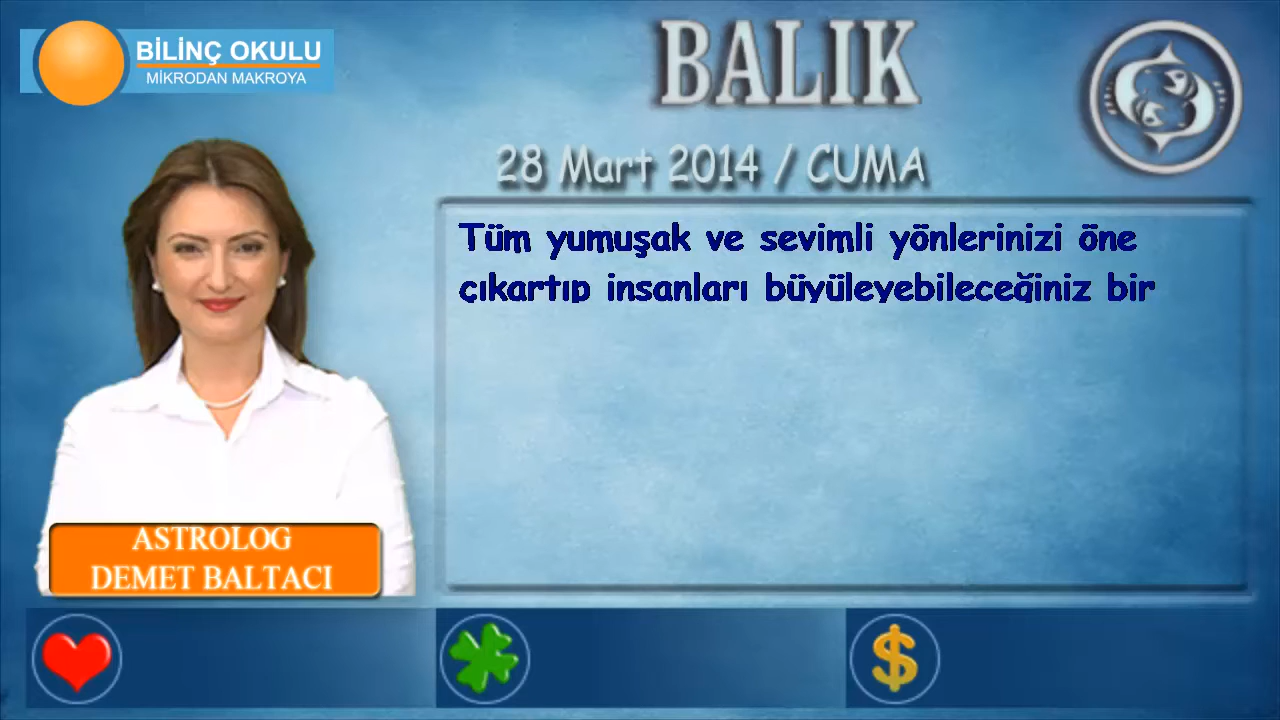 BİLİNÇ OKULU
MİKRODAN MAKROYA
BALIK
28 Mart 2014 / CUMA
Tüm yumuşak ve sevimli yönlerinizi öne
çıkartıp insanları büyüleyebileceğiniz bir
ASTROLOG
DEMET BALTACI